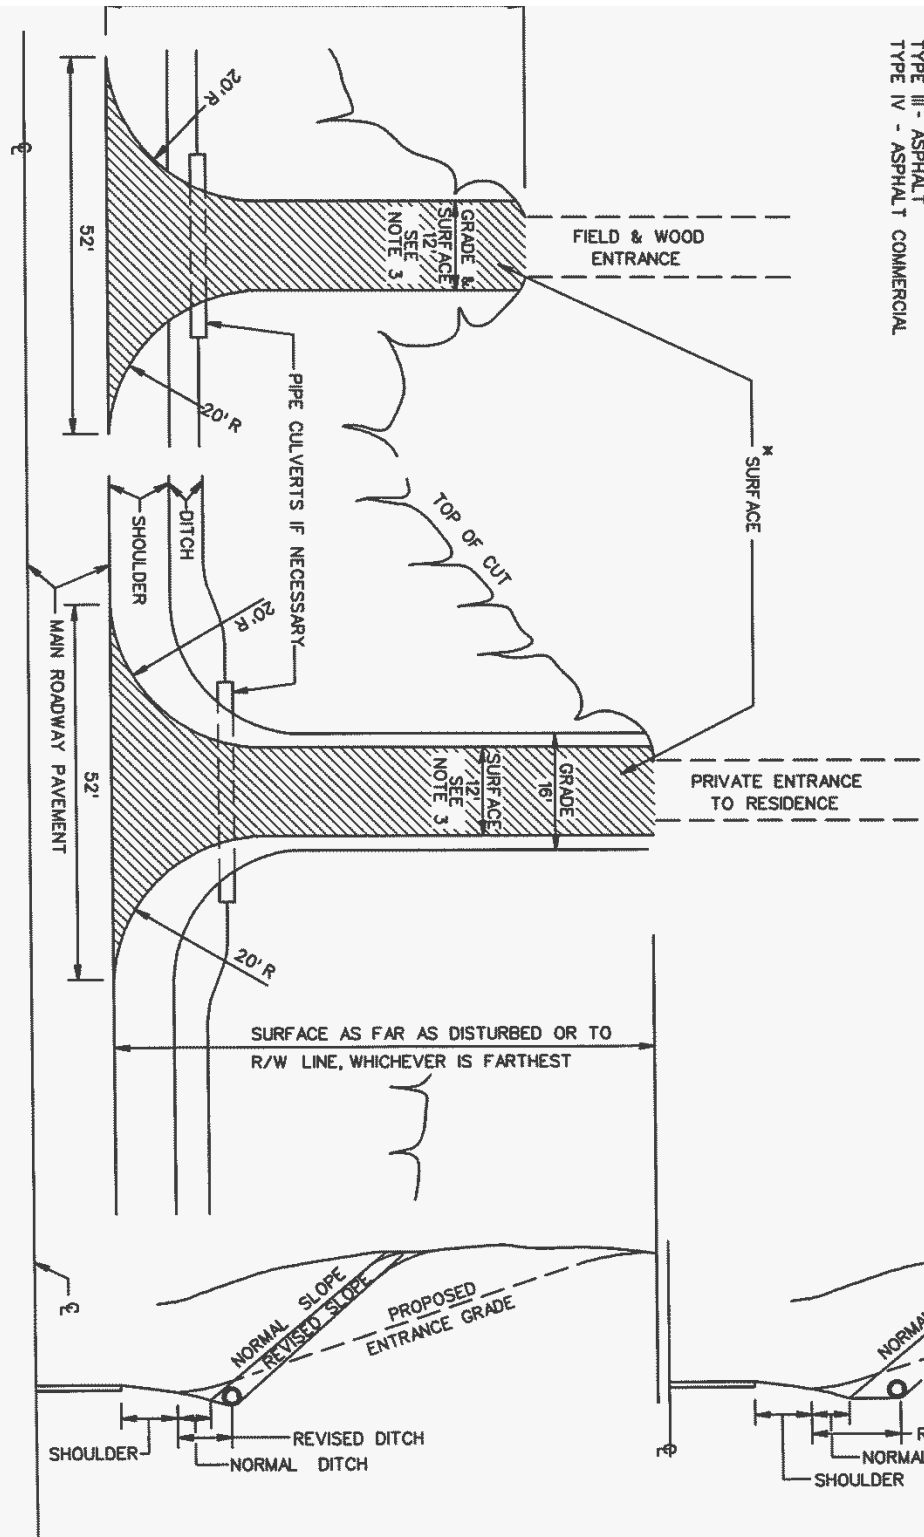 TYPE III - ASPHALT
TYPE IV - ASPHALT COMMERCIAL
20' R
℄
52'
GRADE &
SURFACE
12'
SEE
NOTE 3
FIELD & WOOD
ENTRANCE
20' R
PIPE CULVERTS IF NECESSARY
* SURFACE
TOP OF CUT
DITCH
SHOULDER
MAIN ROADWAY PAVEMENT
20' R
52'
GRADE
16'
SURFACE
12'
SEE
NOTE 3
PRIVATE ENTRANCE
TO RESIDENCE
20' R
SURFACE AS FAR AS DISTURBED OR TO
R/W LINE, WHICHEVER IS FARTHEST
℄
NORMAL SLOPE
REVISED SLOPE
PROPOSED
ENTRANCE GRADE
SHOULDER
REVISED DITCH
NORMAL DITCH
℄
NORMAL
R
NORMAL
SHOULDER